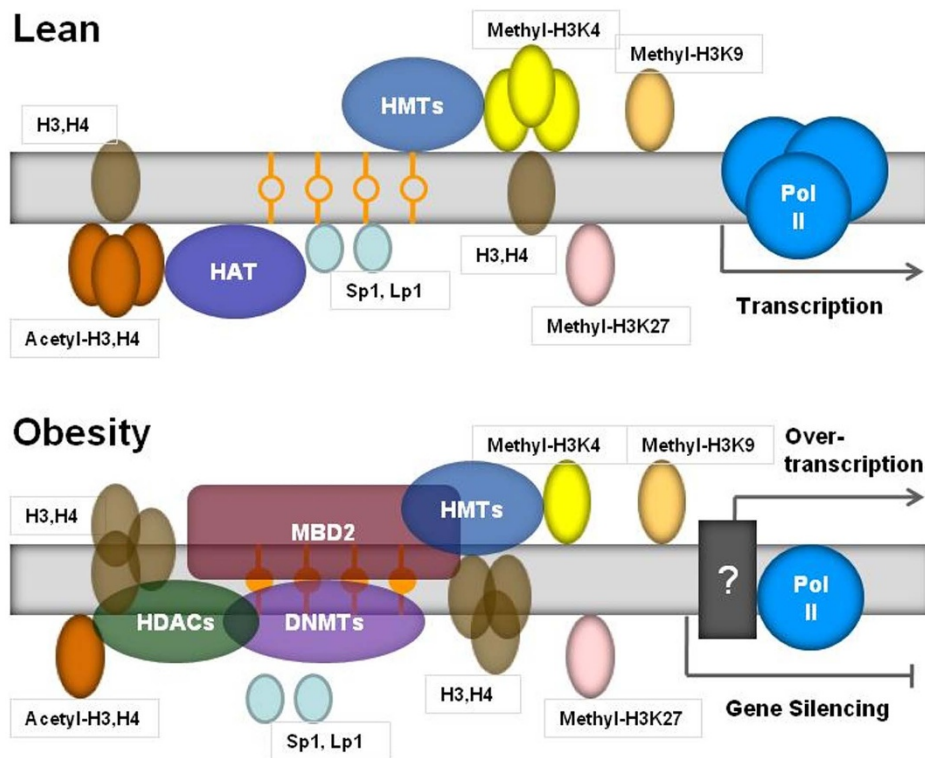 Lean
Methyl-H3K4
Methyl-H3K9
HMTs
H3,H4
Pol
II
HAT
H3,H4
Sp1, Lp1
Acetyl-H3,H4
Methyl-H3K27
Transcription
Obesity
Methyl-H3K4
Methyl-H3K9
Over-
transcription
H3,H4
HMTs
MBD2
?
Pol
II
HDACs
DNMTs
H3,H4
Acetyl-H3,H4
Sp1, Lp1
Methyl-H3K27
Gene Silencing